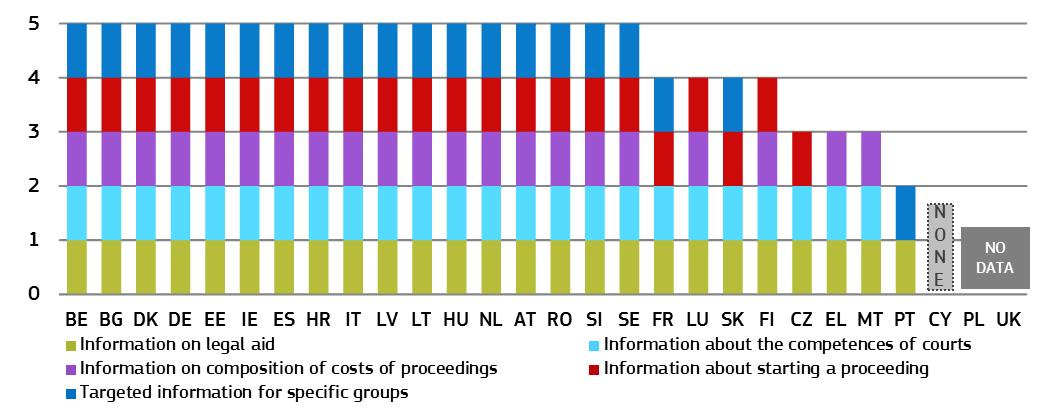 5
4
3
2
1
0
N
O
N
E
NO
DATA
BE BG DK DE EE IE ES HR IT LV LT HU NL AT RO SI SE FR LU SK FI CZ EL MT PT CY PL UK
Information on legal aid Information about the competences of courts
Information on composition of costs of proceedings Information about starting a proceeding
Targeted information for specific groups